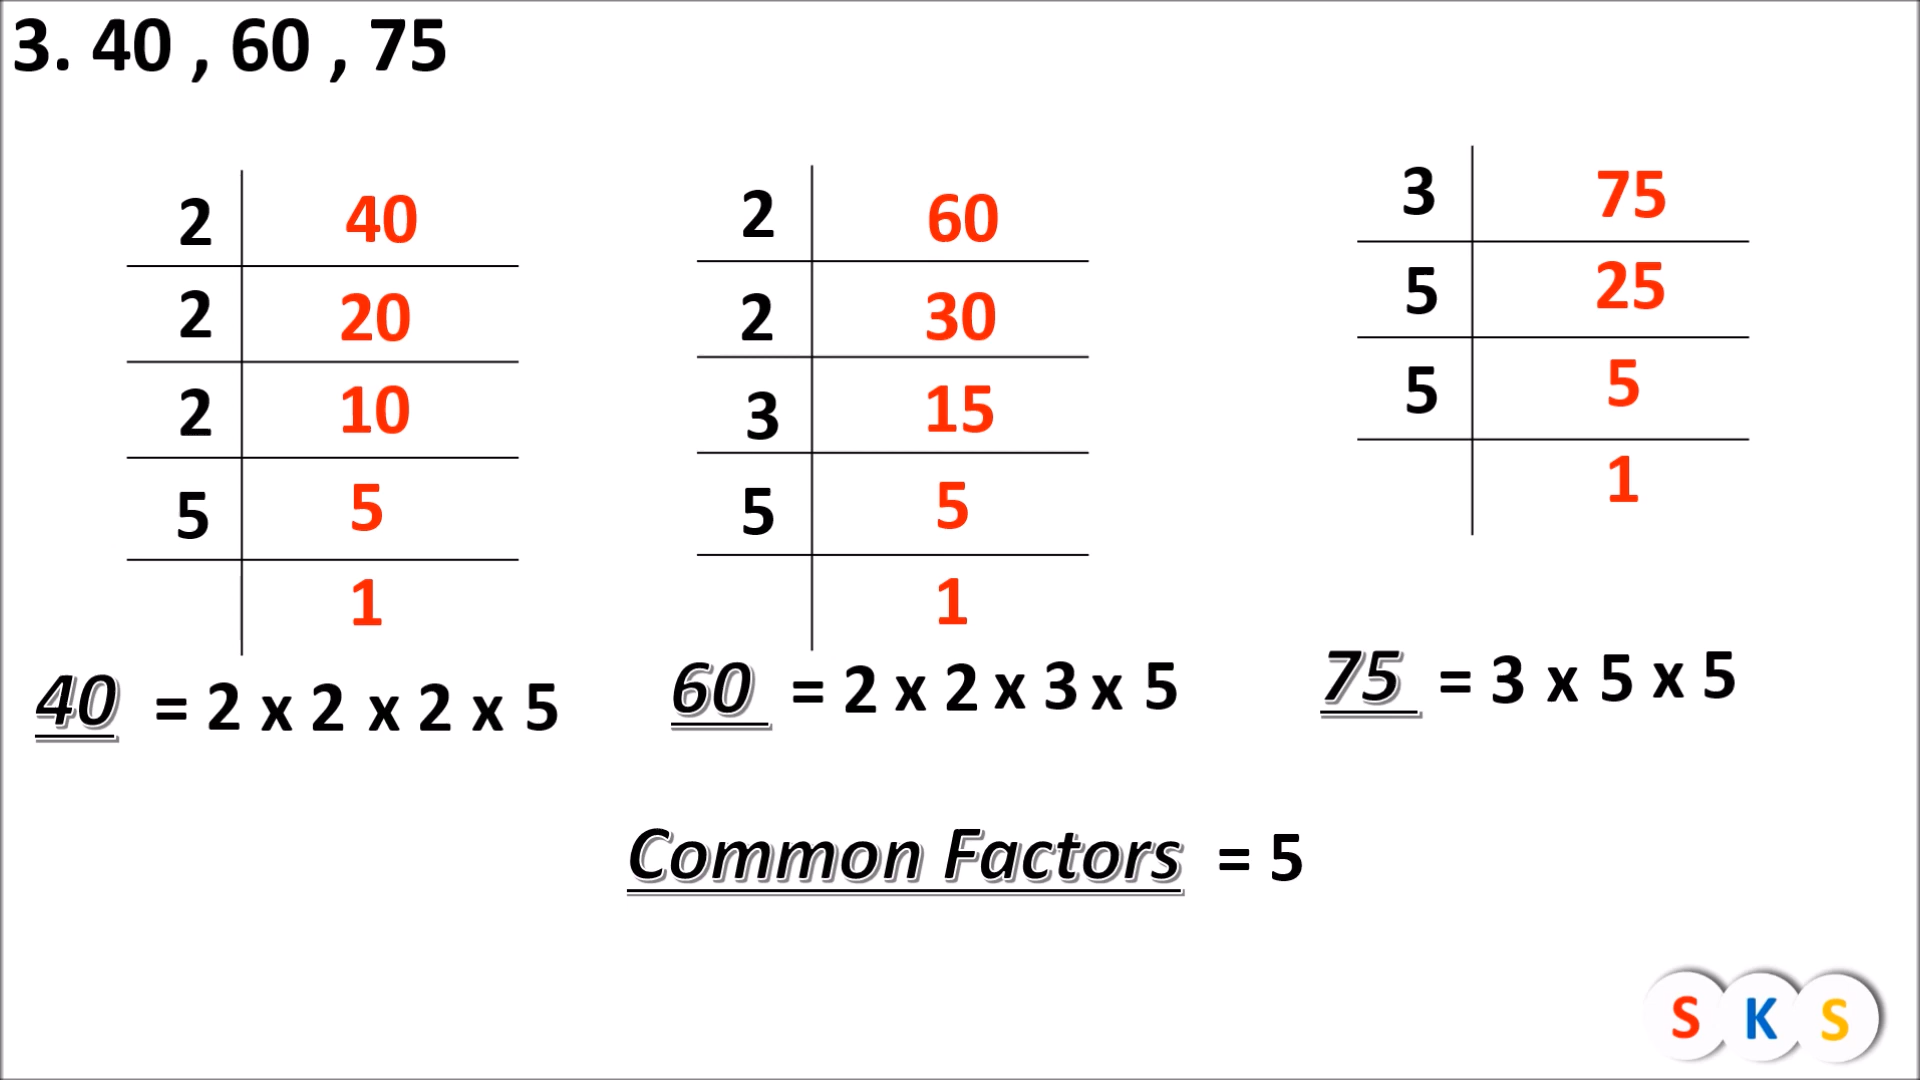 3. 40 , 60 , 75
2 40
2 20
2 10
5 5
1
40 = 2 x 2 x 2 x 5
2 60
2 30
3 15
5 5
1
60 = 2 x 2 x 3 x 5
3 75
5 25
5 5
1
75 = 3 x 5 x 5
Common Factors = 5
S K S